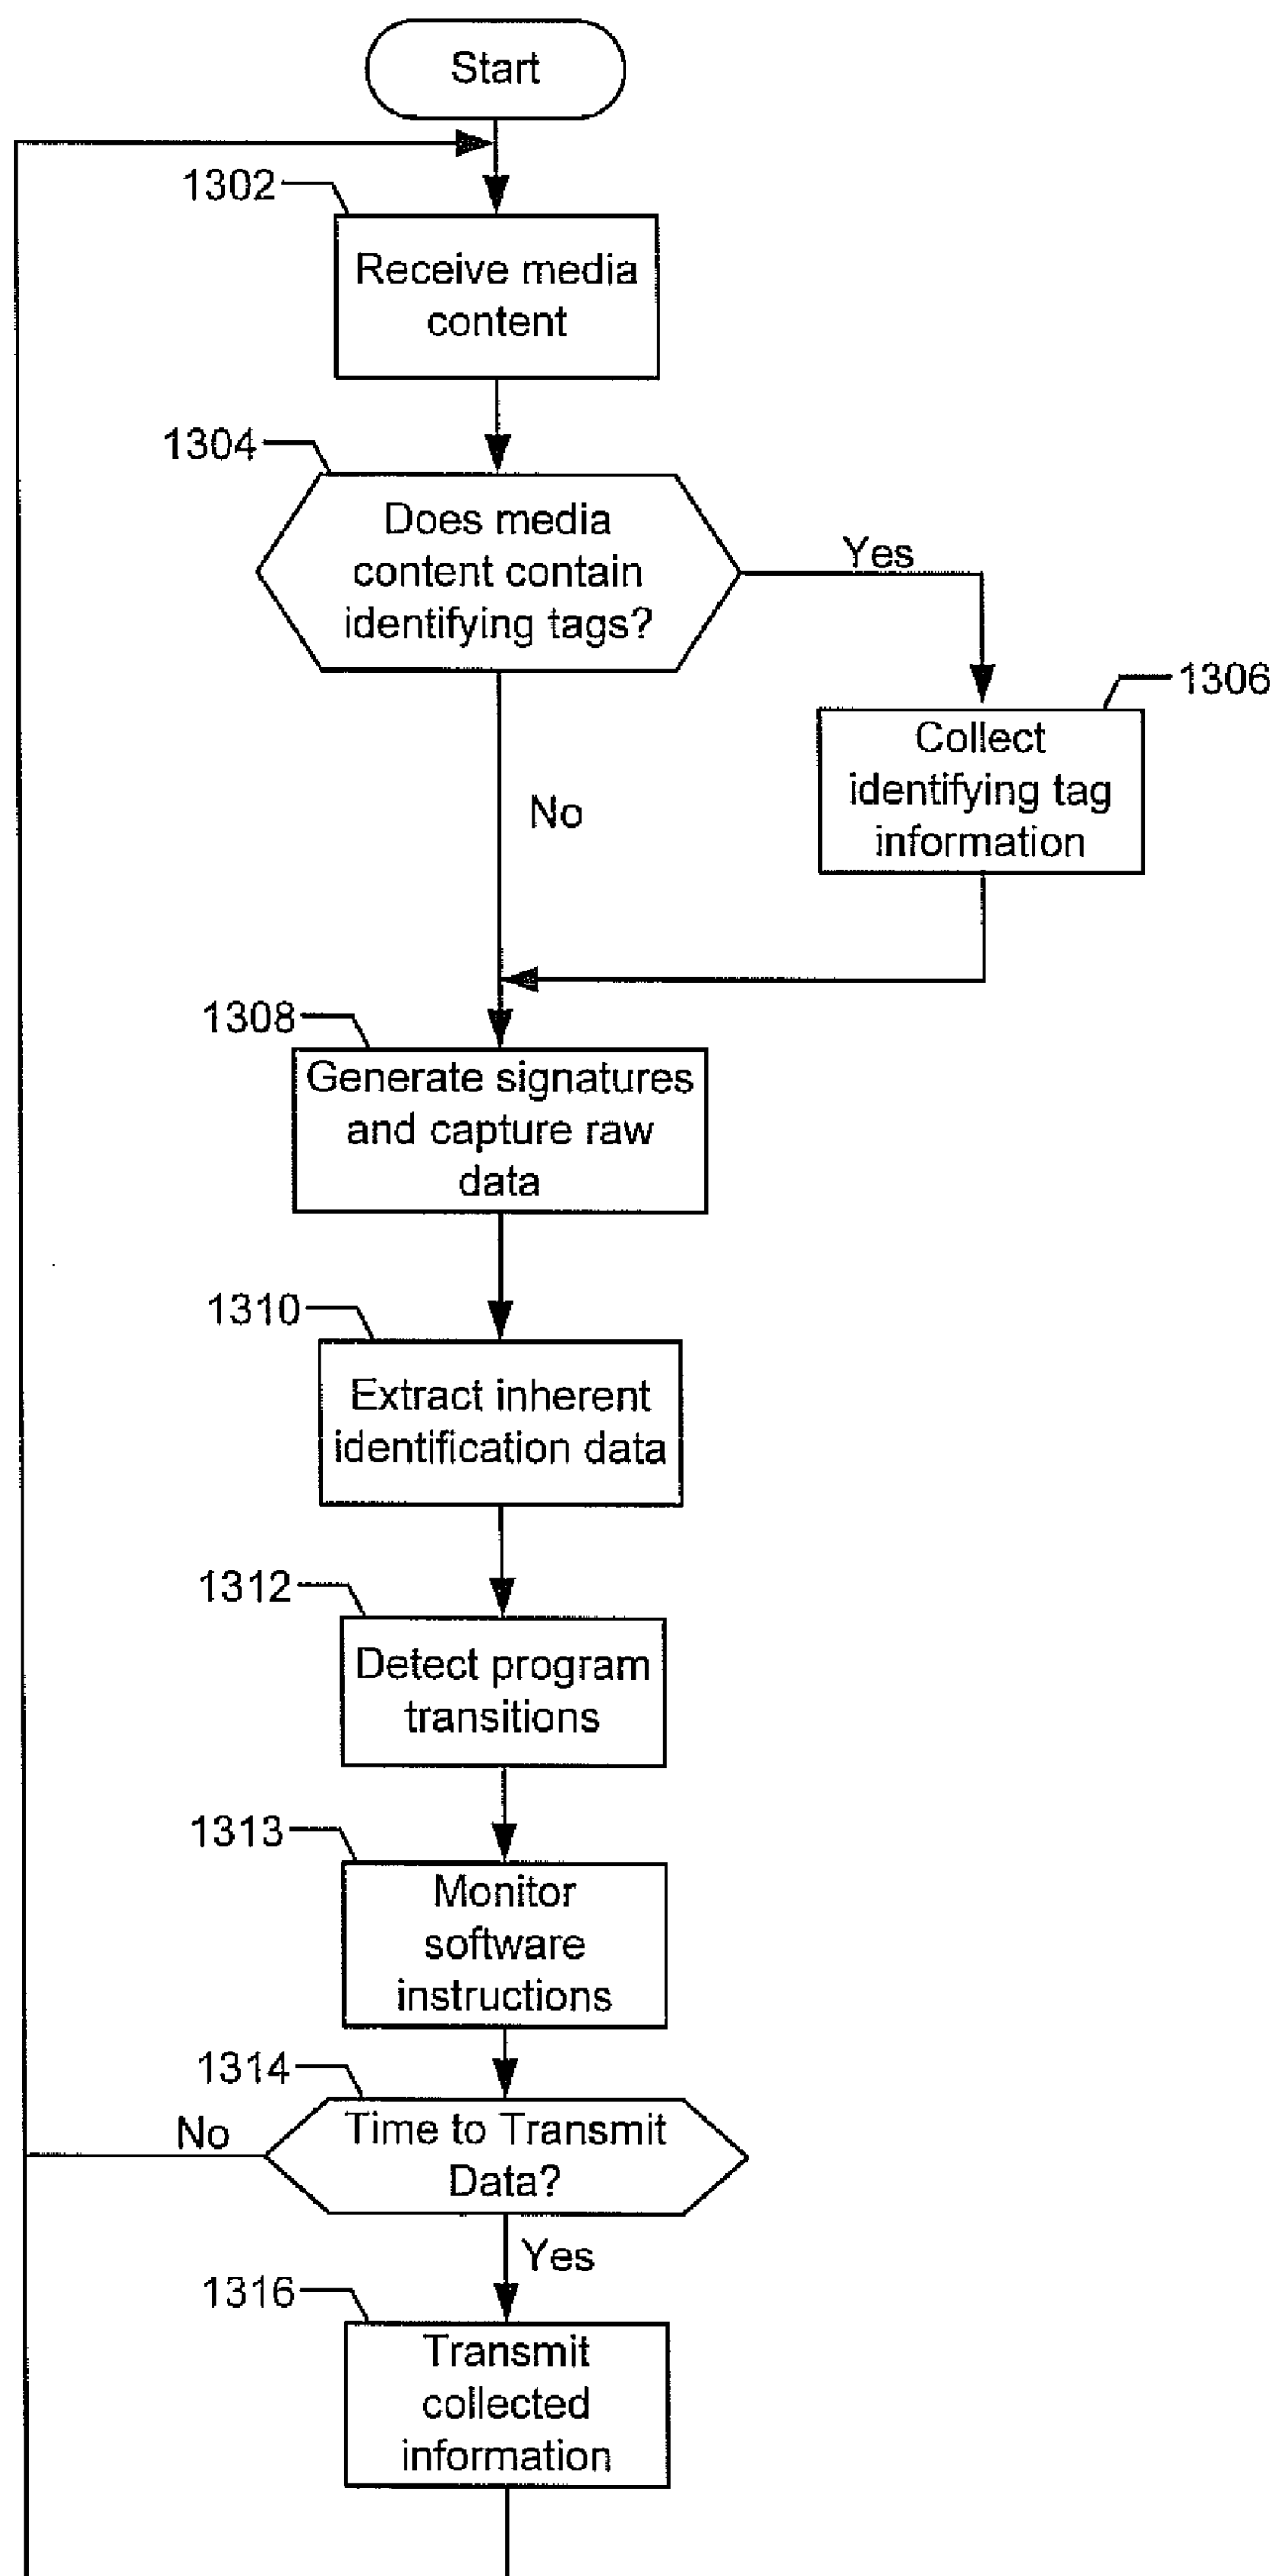 Start
1302
Receive media
content
1304
Does media
content contain
identifying tags?
Yes
1306
Collect
identifying tag
information
No
1308
Generate signatures
and capture raw
data
1310
Extract inherent
identification data
1312
Detect program
transitions
1313
Monitor
software
instructions
1314
Time to Transmit
Data?
No
Yes
1316
Transmit
collected
information